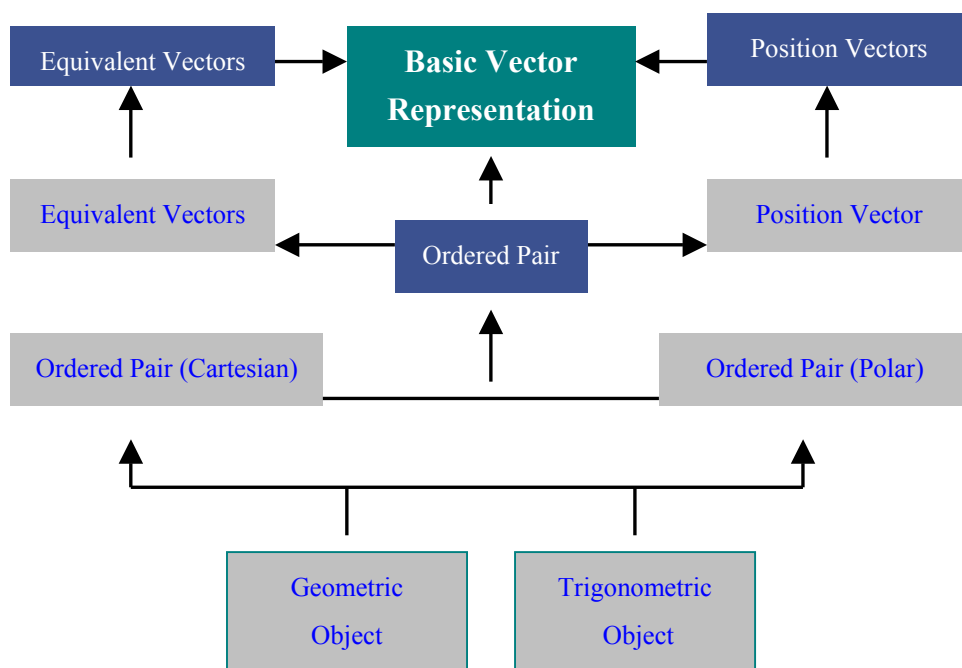 Equivalent Vectors
Basic Vector
Representation
Position Vectors
Equivalent Vectors
Position Vector
Ordered Pair
Ordered Pair (Cartesian)
Ordered Pair (Polar)
Geometric
Object
Trigonometric
Object